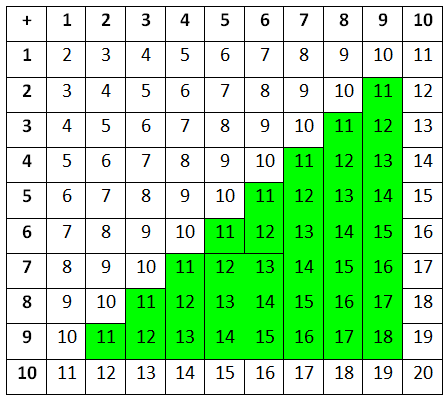 + 1 2 3 4 5 6 7 8 9 10
1 2 3 4 5 6 7 8 9 10 11
2 3 4 5 6 7 8 9 10 11 12
3 4 5 6 7 8 9 10 11 12 13
4 5 6 7 8 9 10 11 12 13 14
5 6 7 8 9 10 11 12 13 14 15
6 7 8 9 10 11 12 13 14 15 16
7 8 9 10 11 12 13 14 15 16 17
8 9 10 11 12 13 14 15 16 17 18
9 10 11 12 13 14 15 16 17 18 19
10 11 12 13 14 15 16 17 18 19 20